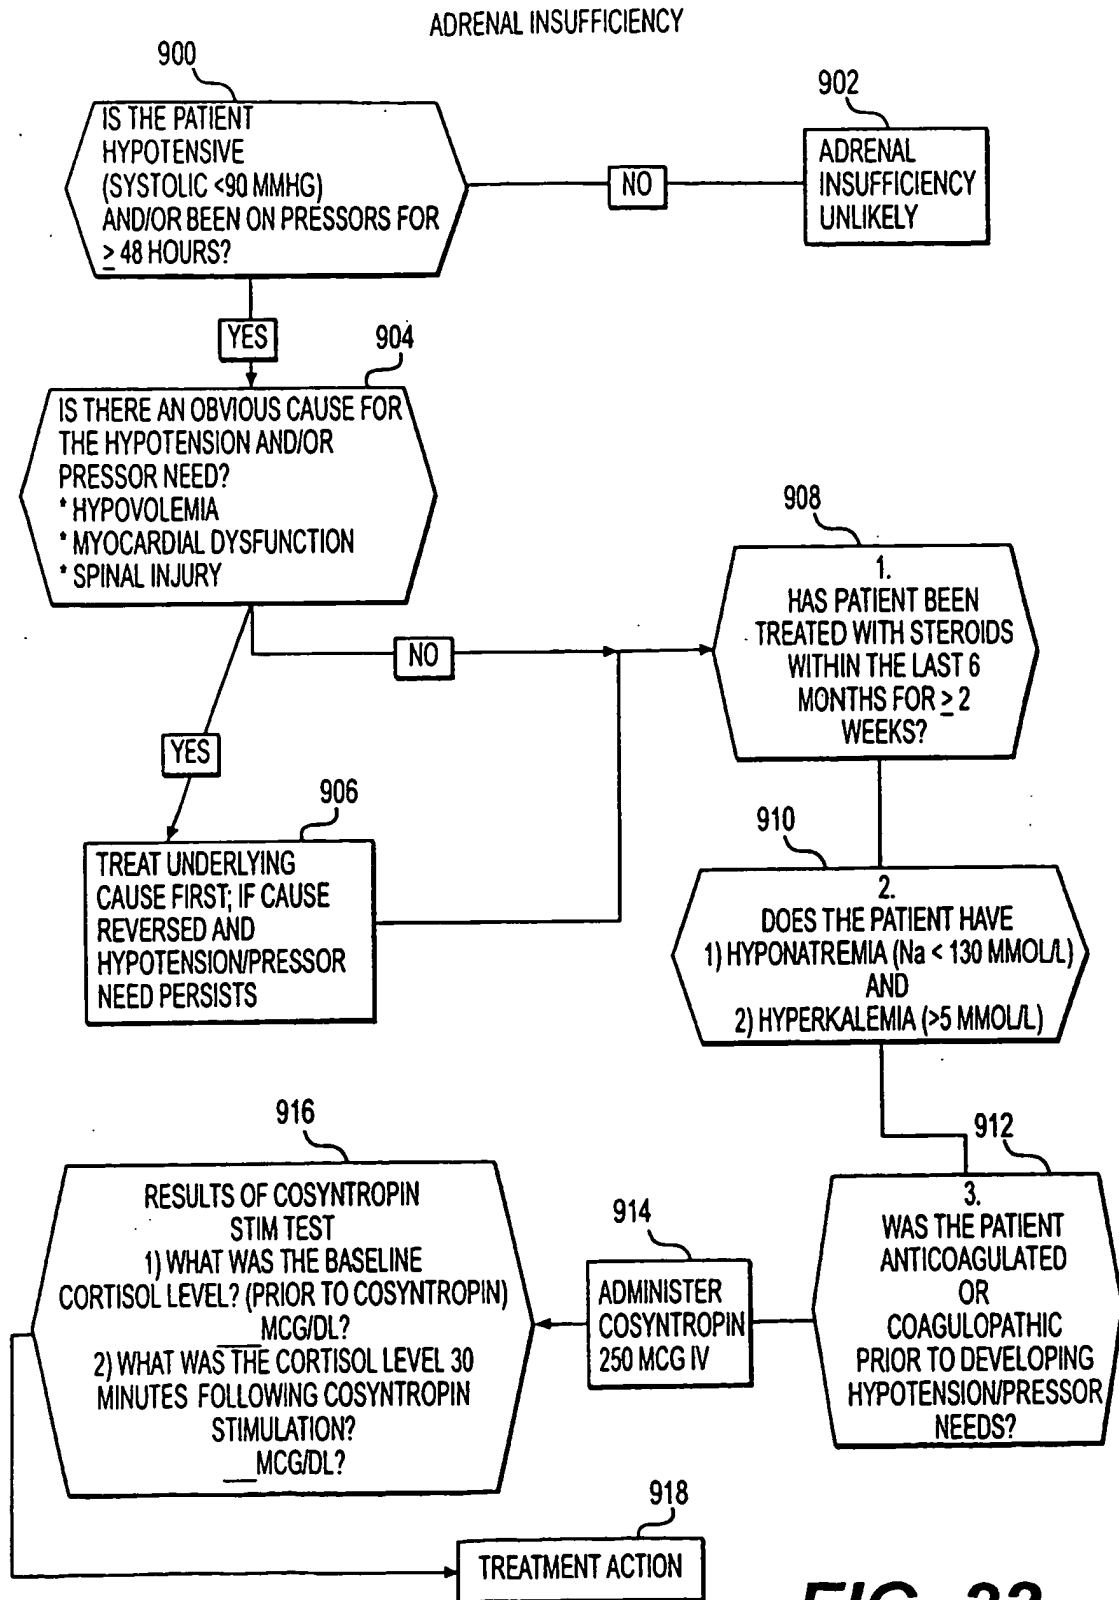 ADRENAL INSUFFICIENCY
900
IS THE PATIENT
HYPOTENSIVE
(SYSTOLIC <90 MMHG)
AND/OR BEEN ON PRESSORS FOR
≥ 48 HOURS?
NO
902
ADRENAL
INSUFFICIENCY
UNLIKELY
YES
904
IS THERE AN OBVIOUS CAUSE FOR
THE HYPOTENSION AND/OR
PRESSOR NEED?
* HYPOVOLEMIA
* MYOCARDIAL DYSFUNCTION
* SPINAL INJURY
NO
YES
906
TREAT UNDERLYING
CAUSE FIRST; IF CAUSE
REVERSED AND
HYPOTENSION/PRESSOR
NEED PERSISTS
908
1.
HAS PATIENT BEEN
TREATED WITH STEROIDS
WITHIN THE LAST 6
MONTHS FOR ≥ 2
WEEKS?
910
2.
DOES THE PATIENT HAVE
1) HYPONATREMIA (Na < 130 MMOL/L)
AND
2) HYPERKALEMIA (>5 MMOL/L)
912
3.
WAS THE PATIENT
ANTICOAGULATED
OR
COAGULOPATHIC
PRIOR TO DEVELOPING
HYPOTENSION/PRESSOR
NEEDS?
914
ADMINISTER
COSYNTROPIN
250 MCG IV
916
RESULTS OF COSYNTROPIN
STIM TEST
1) WHAT WAS THE BASELINE
CORTISOL LEVEL? (PRIOR TO COSYNTROPIN)
___MCG/DL?
2) WHAT WAS THE CORTISOL LEVEL 30
MINUTES FOLLOWING COSYNTROPIN
STIMULATION?
___MCG/DL?
918
TREATMENT ACTION